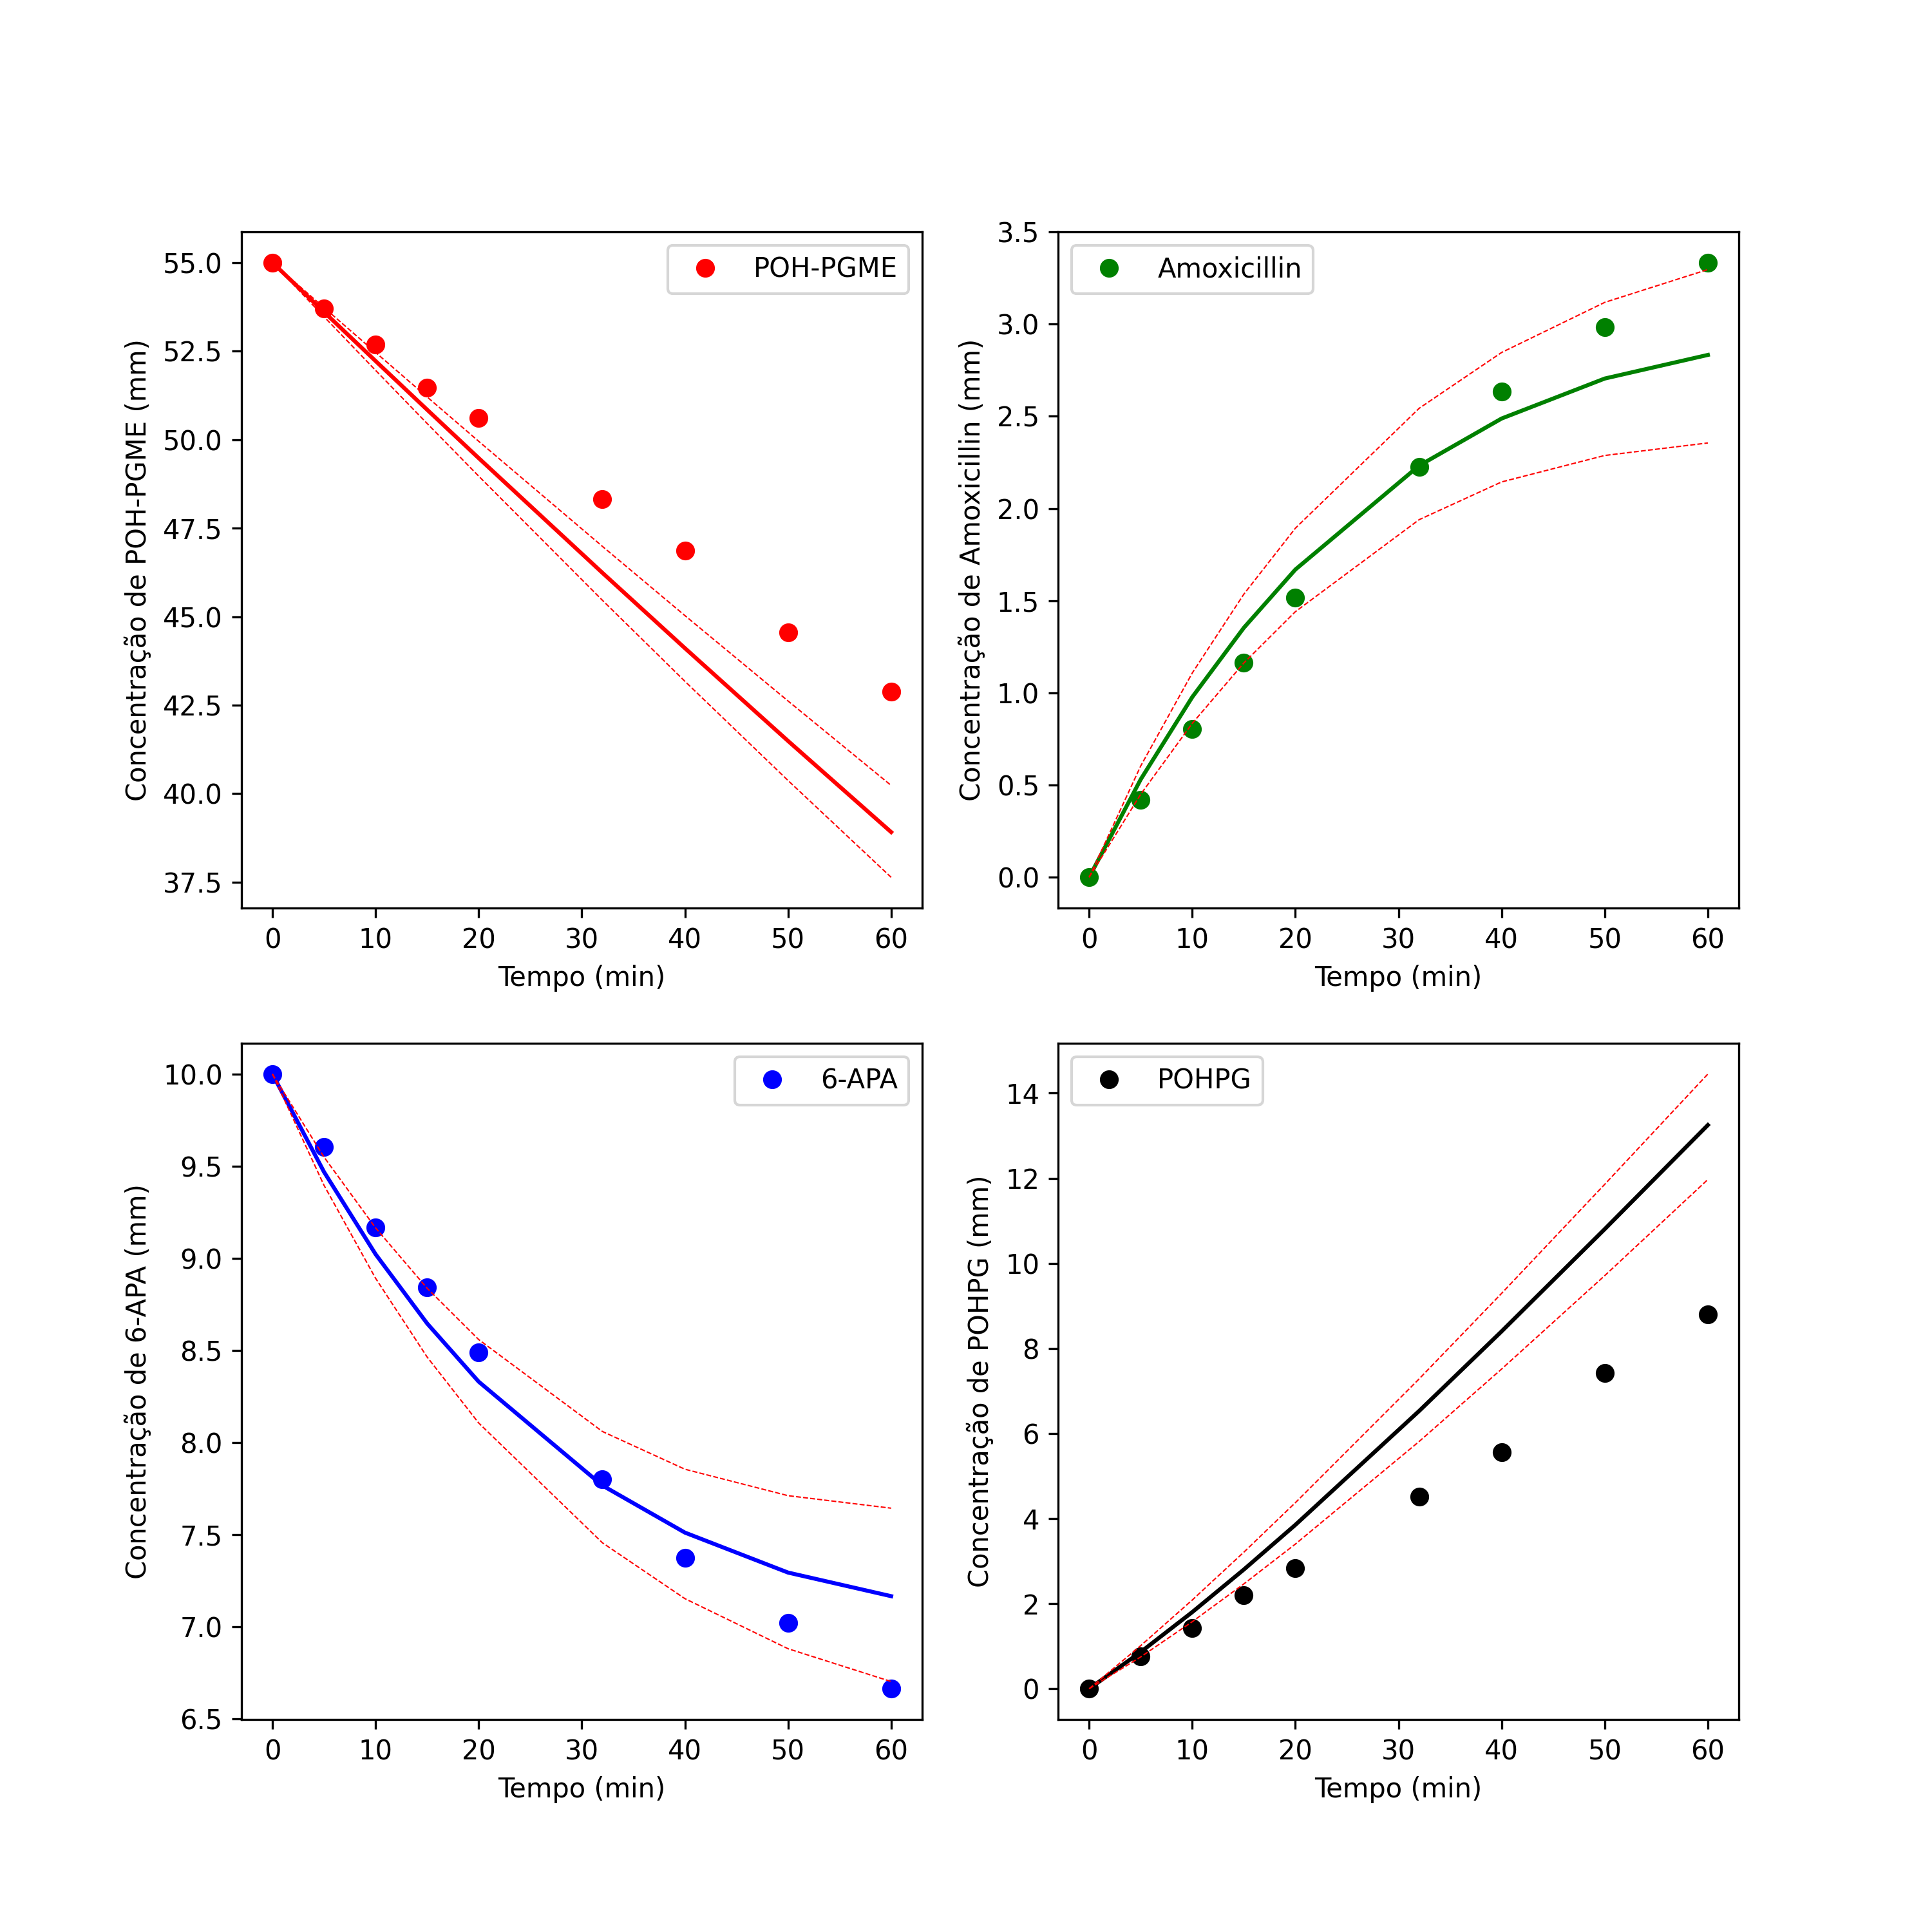 POH-PGME
Concentração de POH-PGME (mm)
55.0
52.5
50.0
47.5
45.0
42.5
40.0
37.5
0 10 20 30 40 50 60
Tempo (min)
Amoxicillin
Concentração de Amoxicillin (mm)
3.5
3.0
2.5
2.0
1.5
1.0
0.5
0.0
0 10 20 30 40 50 60
Tempo (min)
6-APA
Concentração de 6-APA (mm)
10.0
9.5
9.0
8.5
8.0
7.5
7.0
6.5
0 10 20 30 40 50 60
Tempo (min)
POHPG
Concentração de POHPG (mm)
14
12
10
8
6
4
2
0
0 10 20 30 40 50 60
Tempo (min)